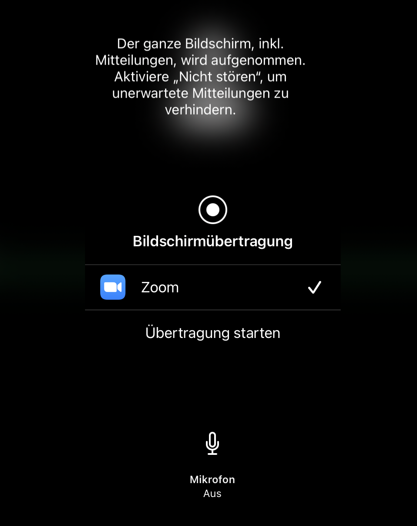 Der ganze Bildschirm, inkl.
Mitteilungen, wird aufgenommen.
Aktiviere „Nicht stören“, um
unerwartete Mitteilungen zu
verhindern.
Bildschirmübertragung
Zoom
Übertragung starten
Mikrofon
Aus